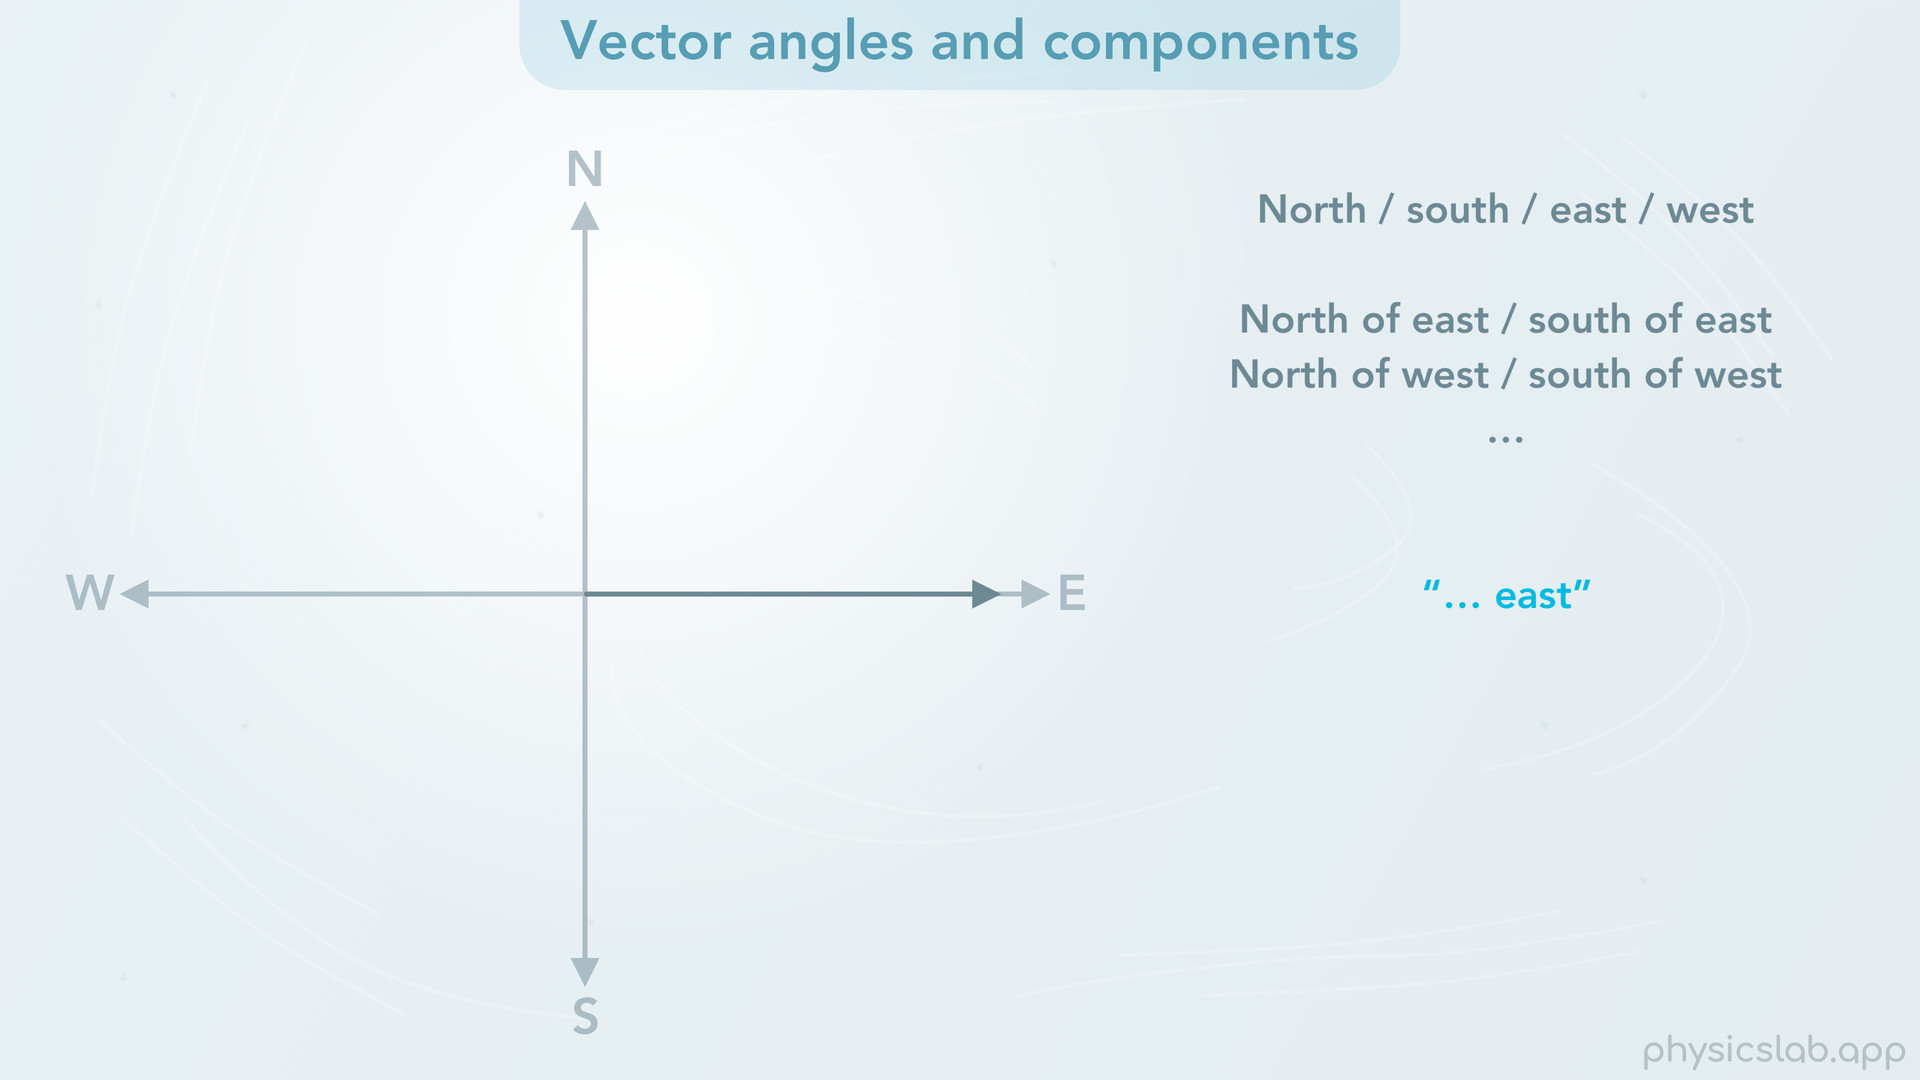 Vector angles and components
N
North / south / east / west
North of east / south of east
North of west / south of west
...
W
E
“... east”
S
physicslab.app